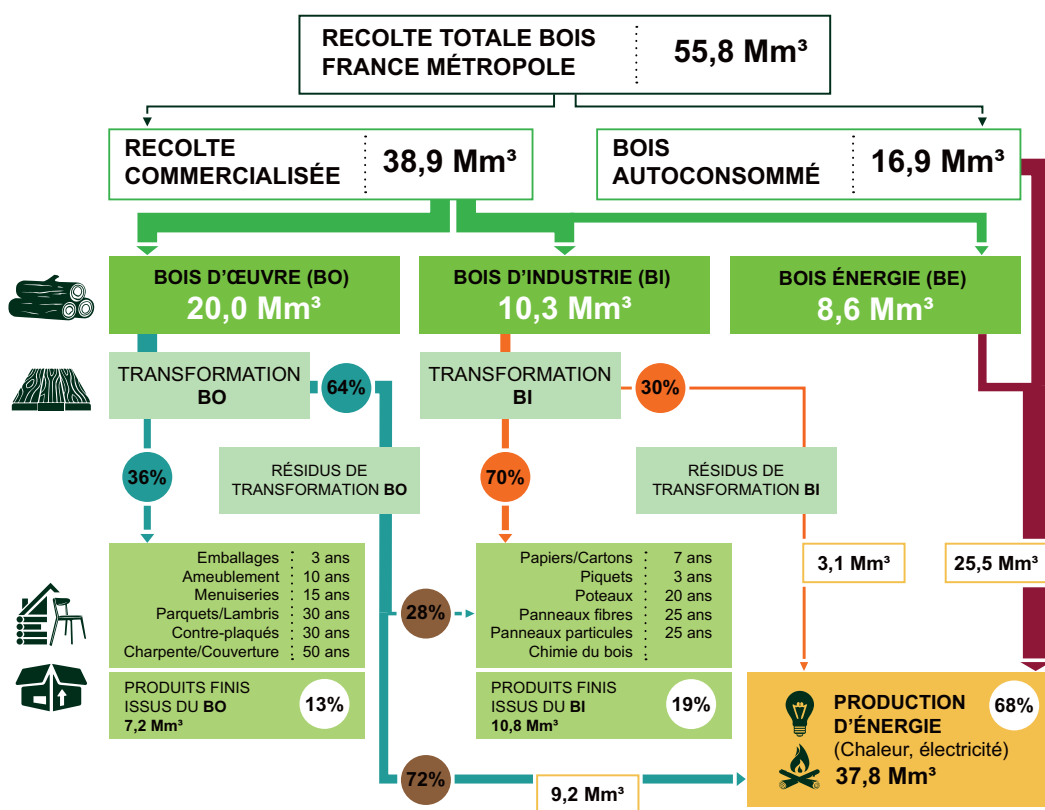 RECOLTE TOTALE BOIS
FRANCE MÉTROPOLE
55,8 Mm³
RECOLTE
COMMERCIALISÉE
38,9 Mm³
BOIS
AUTOCONSOMMÉ
16,9 Mm³
BOIS D'ŒUVRE (BO)
20,0 Mm³
BOIS D'INDUSTRIE (BI)
10,3 Mm³
BOIS ÉNERGIE (BE)
8,6 Mm³
TRANSFORMATION
BO
64%
TRANSFORMATION
BI
30%
36%
RÉSIDUS DE
TRANSFORMATION BO
70%
RÉSIDUS DE
TRANSFORMATION BI
3,1 Mm³
25,5 Mm³
Emballages : 3 ans
Ameublement : 10 ans
Menuiseries : 15 ans
Parquets/Lambris : 30 ans
Contre-plaqués : 30 ans
Charpente/Couverture : 50 ans
28%
Papiers/Cartons : 7 ans
Piquets : 3 ans
Poteaux : 20 ans
Panneaux fibres : 25 ans
Panneaux particules : 25 ans
Chimie du bois :
PRODUITS FINIS
ISSUS DU BO
7,2 Mm³
13%
PRODUITS FINIS
ISSUS DU BI
10,8 Mm³
19%
PRODUCTION
D'ÉNERGIE
(Chaleur, électricité)
37,8 Mm³
68%
72%
9,2 Mm³